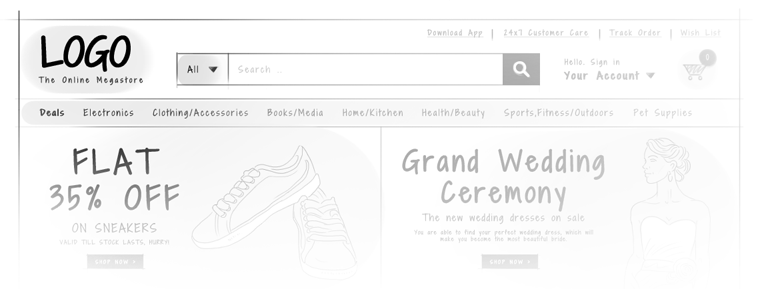 Download App | 24x7 Customer Care | Track Order | Wish List
LOGO
The Online Megastore
All
Search ...
Hello. Sign in
Your Account
0
Deals Electronics Clothing/Accessories Books/Media Home/Kitchen Health/Beauty Sports,Fitness/Outdoors Pet Supplies
FLAT
35% OFF
ON SNEAKERS
VALID TILL STOCK LASTS, HURRY!
SHOP NOW
Grand Wedding
Ceremony
The new wedding dresses on sale
You are able to find your perfect wedding dress, which will
make you become the most beautiful bride.
SHOP NOW